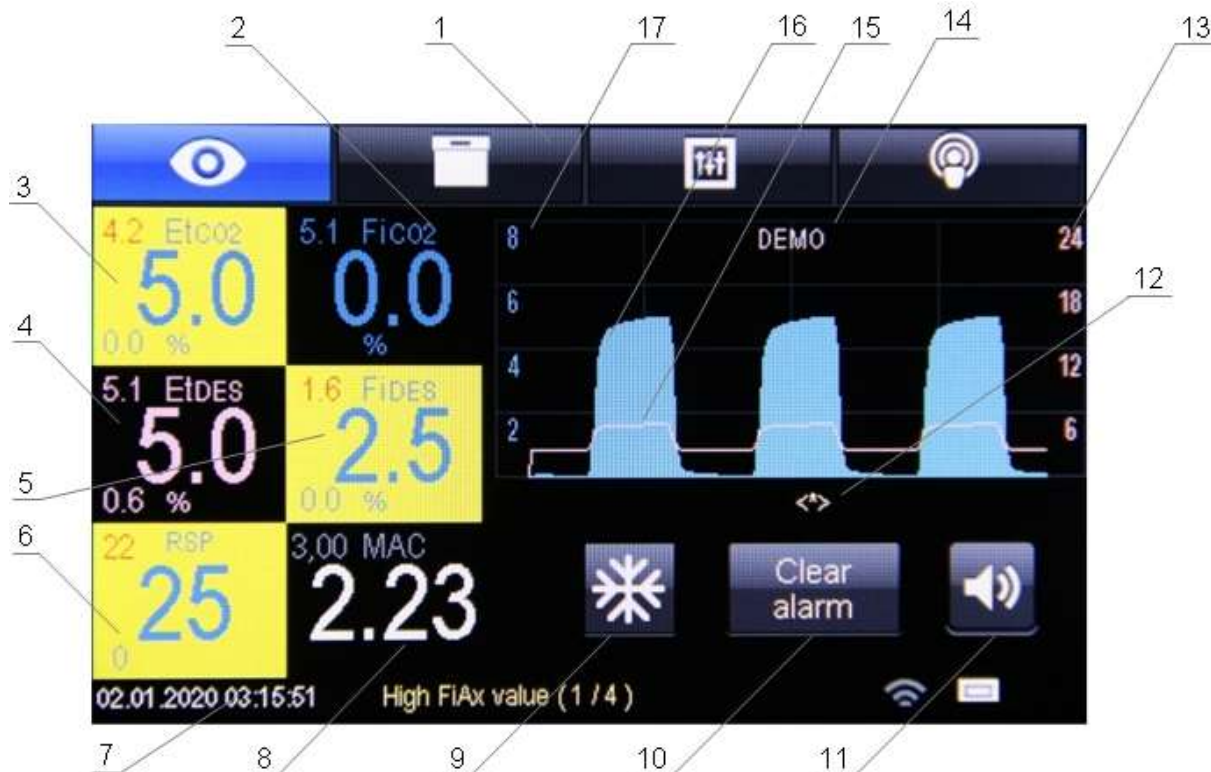 2 1 17 16 15 14 13
3
4.2 EtCO2 5.1 FiCO2 8 DEMO 24
5.0 0.0
0.0 % %
6 18
12
4
5.1 EtDES 1.6 FiDES 4 12
5.0 2.5
2 6
5
0.6 % 0.0 %
<*>
6
22 RSP 3,00 MAC
25 2.23
0
Clear
alarm
02.01.2020 03:15:51 High FiAx value ( 1 / 4 )
7 8 9 10 11